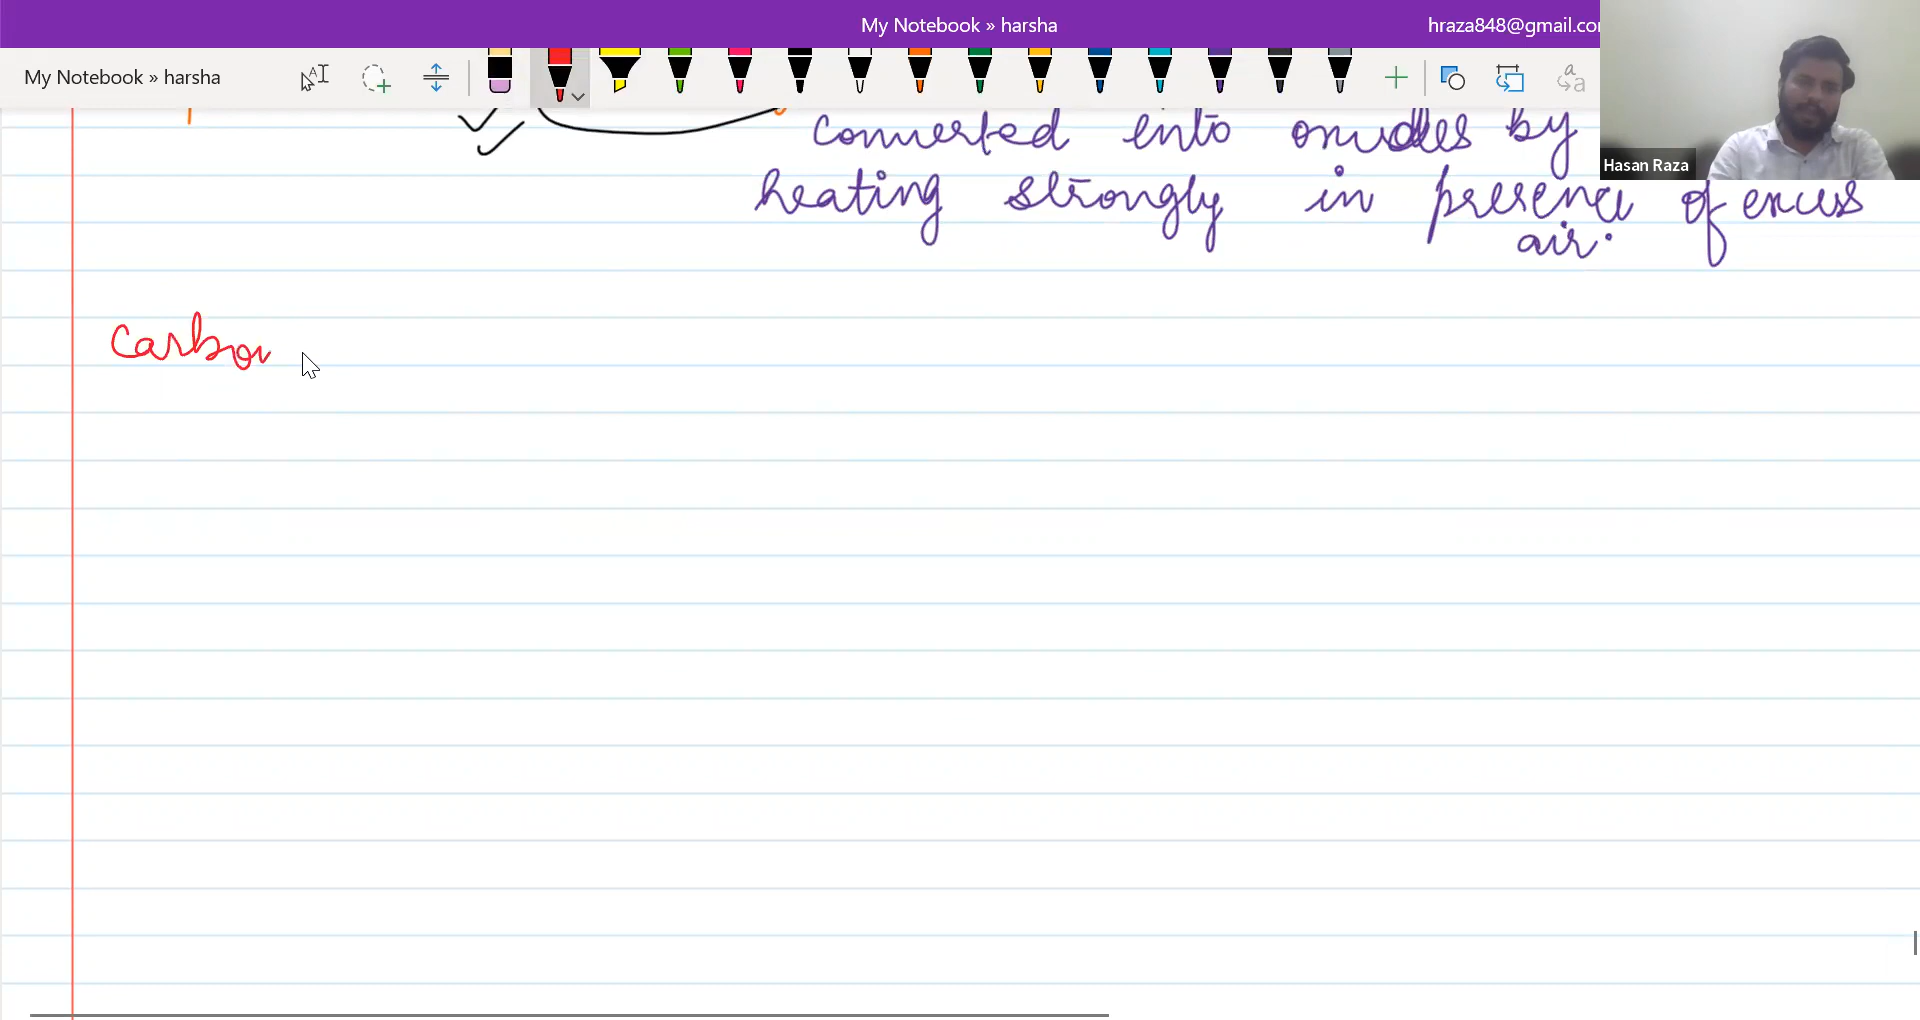 My Notebook » harsha
hraza848@gmail.co
My Notebook » harsha
Hasan Raza
converted into oxides by
heating strongly in presence of excess
air.
Carbon